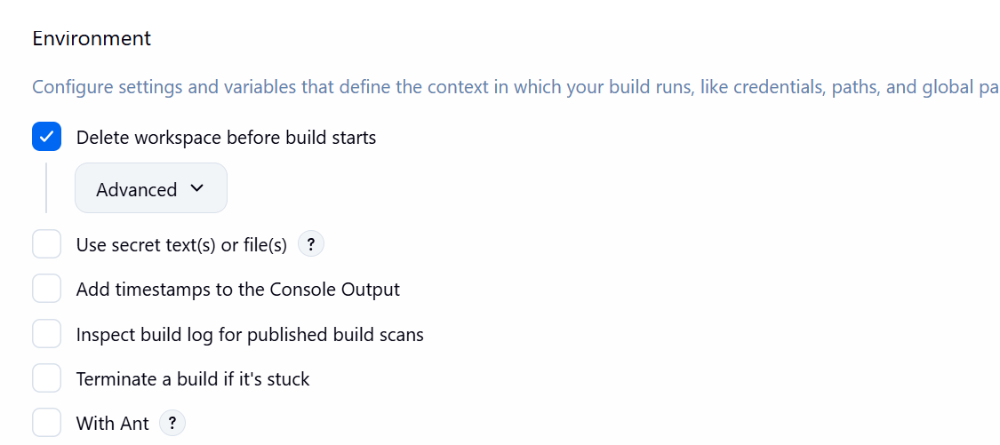 Environment
Configure settings and variables that define the context in which your build runs, like credentials, paths, and global pa
Delete workspace before build starts
Advanced
Use secret text(s) or file(s) ?
Add timestamps to the Console Output
Inspect build log for published build scans
Terminate a build if it's stuck
With Ant ?